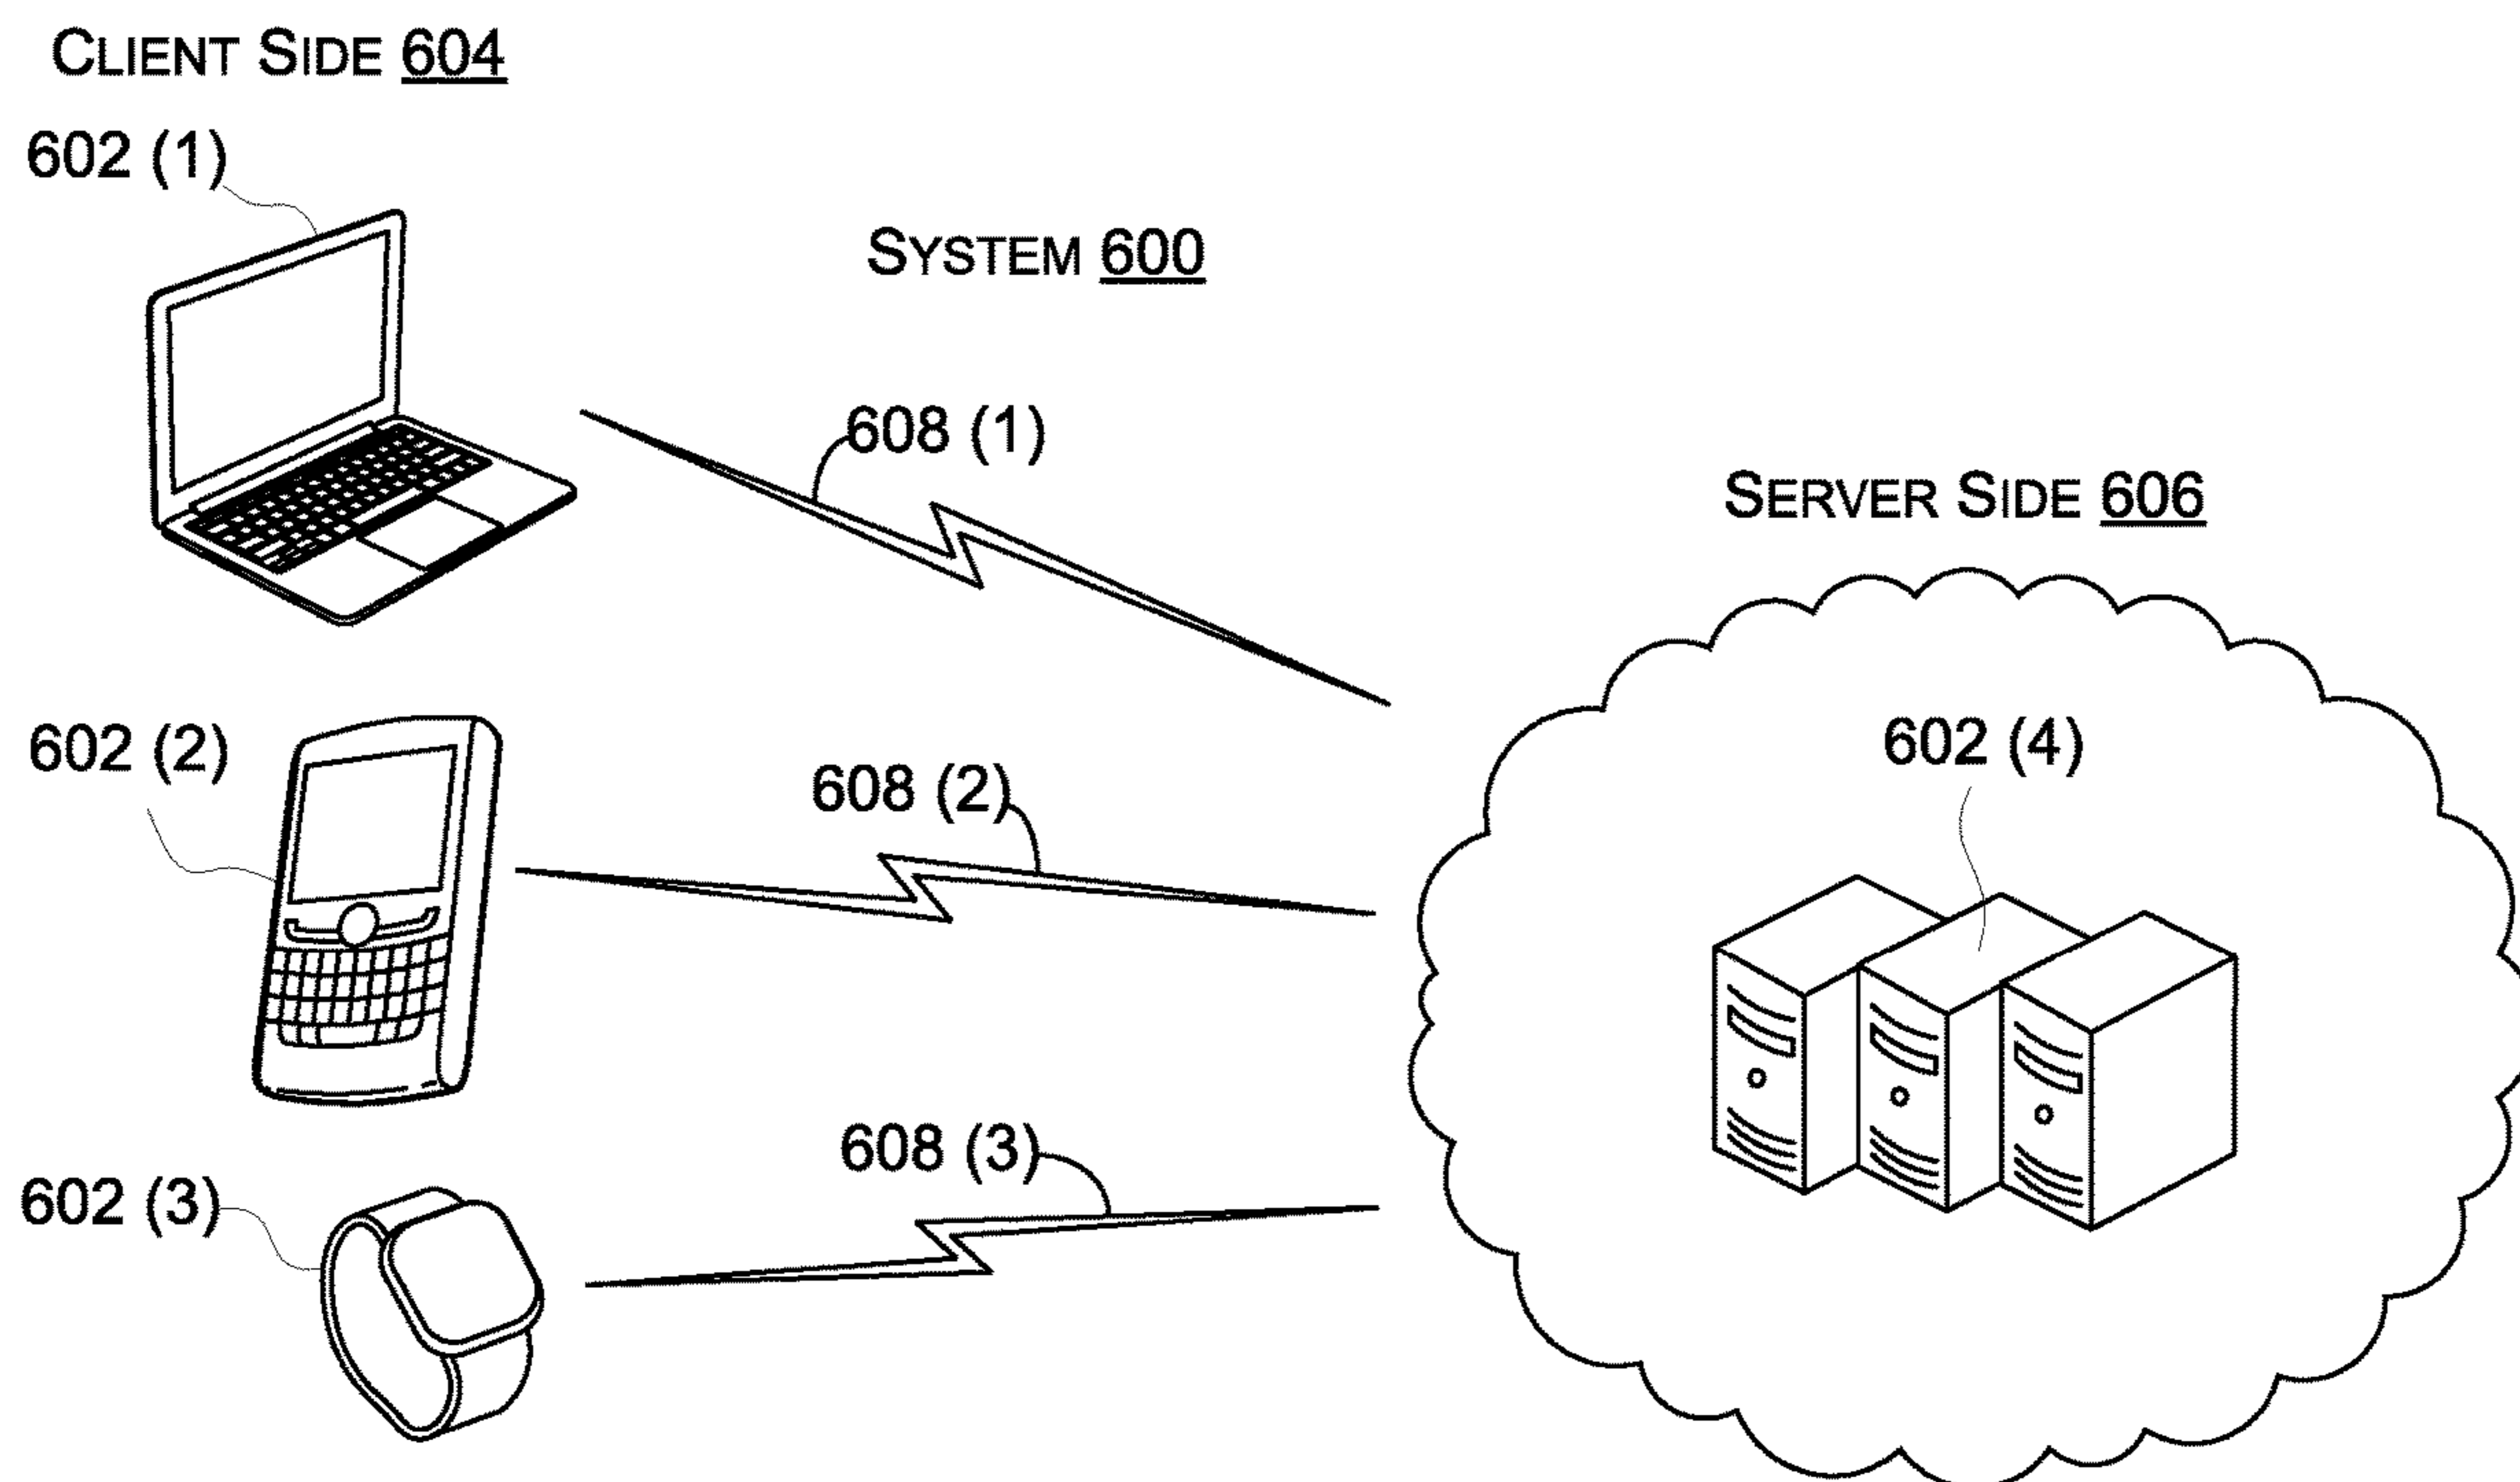 CLIENT SIDE 604
602 (1)
SYSTEM 600
608 (1)
SERVER SIDE 606
602 (2)
608 (2)
602 (4)
608 (3)
602 (3)